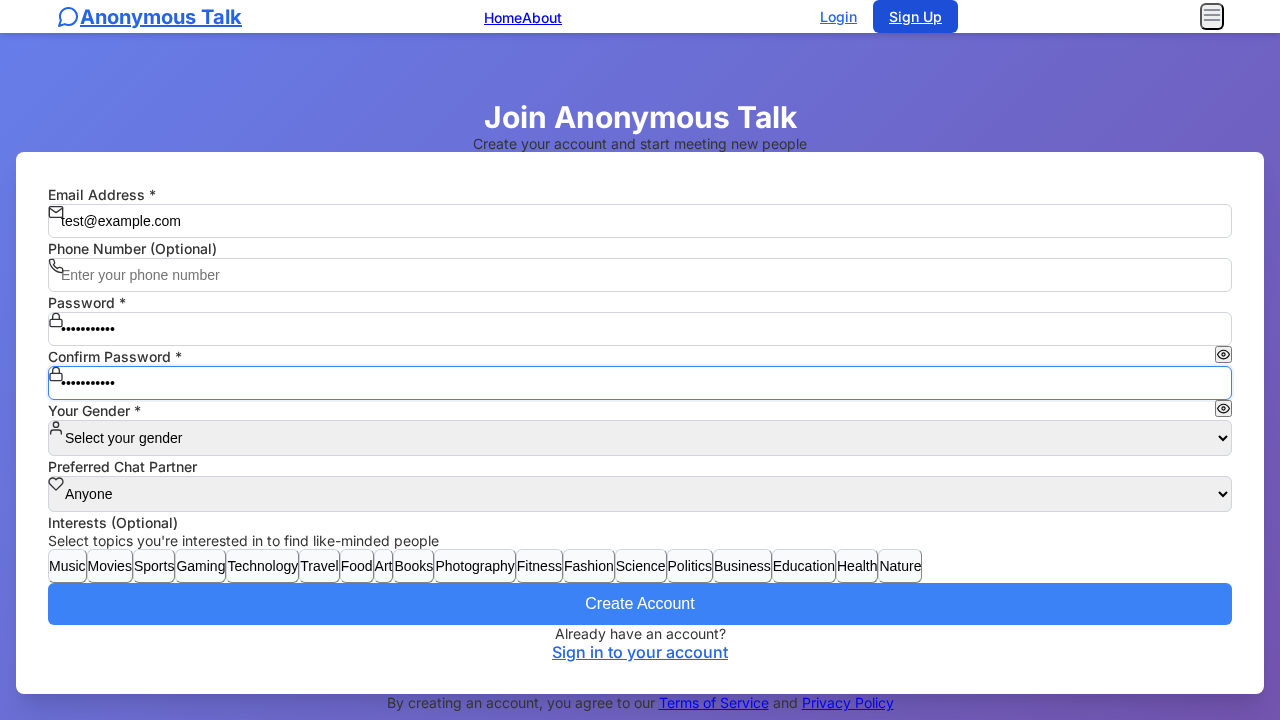 Anonymous Talk HomeAbout Login Sign Up
Join Anonymous Talk
Create your account and start meeting new people
Email Address *
test@example.com
Phone Number (Optional)
Enter your phone number
Password *
•••••••••••
Confirm Password *
•••••••••••
Your Gender *
Select your gender
Preferred Chat Partner
Anyone
Interests (Optional)
Select topics you're interested in to find like-minded people
Music Movies Sports Gaming Technology Travel Food Art Books Photography Fitness Fashion Science Politics Business Education Health Nature
Create Account
Already have an account?
Sign in to your account
By creating an account, you agree to our Terms of Service and Privacy Policy